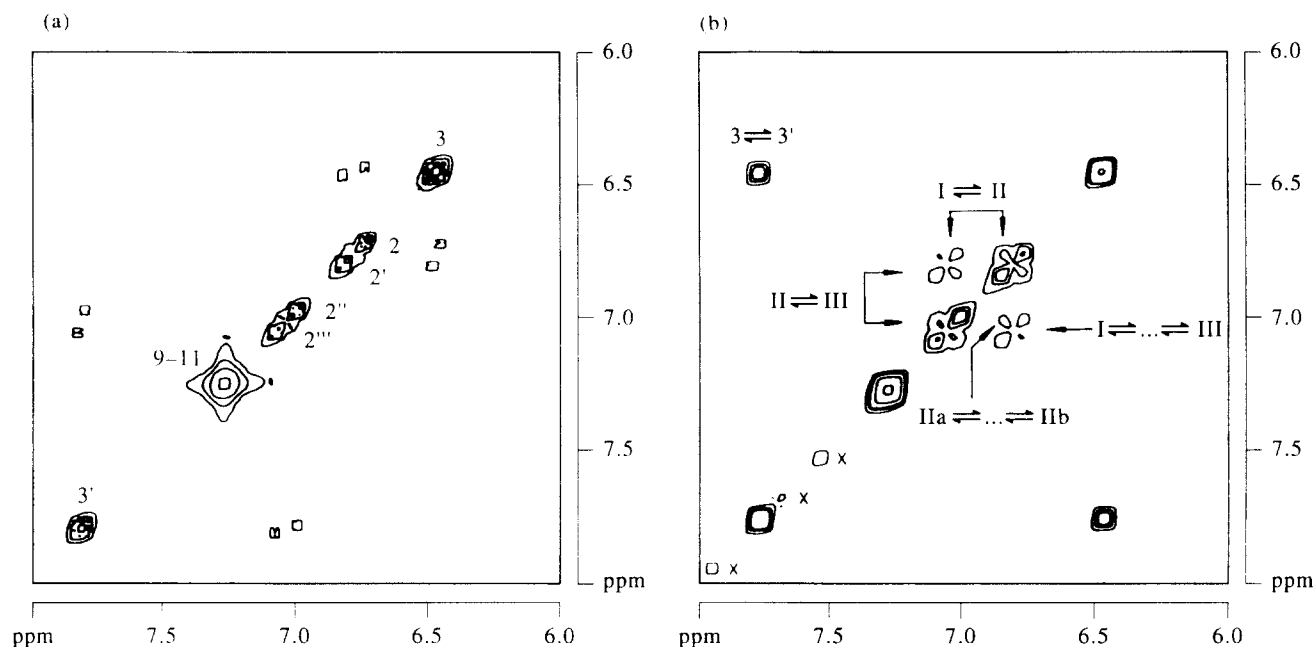 (a)
(b)
6.0
6.0
3
3 ⇌ 3'
6.5
6.5
I ⇌ II
2
2'
II ⇌ III
2''
7.0
7.0
2'''
I ⇌ ... ⇌ III
9–11
IIa ⇌ ... ⇌ IIb
7.5
7.5
x
3'
x
x
ppm
ppm
ppm 7.5 7.0 6.5 6.0
ppm 7.5 7.0 6.5 6.0